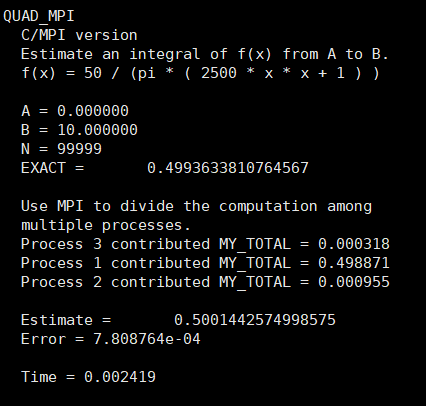 QUAD_MPI
C/MPI version
Estimate an integral of f(x) from A to B.
f(x) = 50 / (pi * ( 2500 * x * x + 1 ) )
A = 0.000000
B = 10.000000
N = 99999
EXACT =       0.4993633810764567
Use MPI to divide the computation among
multiple processes.
Process 3 contributed MY_TOTAL = 0.000318
Process 1 contributed MY_TOTAL = 0.498871
Process 2 contributed MY_TOTAL = 0.000955
Estimate =       0.5001442574998575
Error = 7.808764e-04
Time = 0.002419